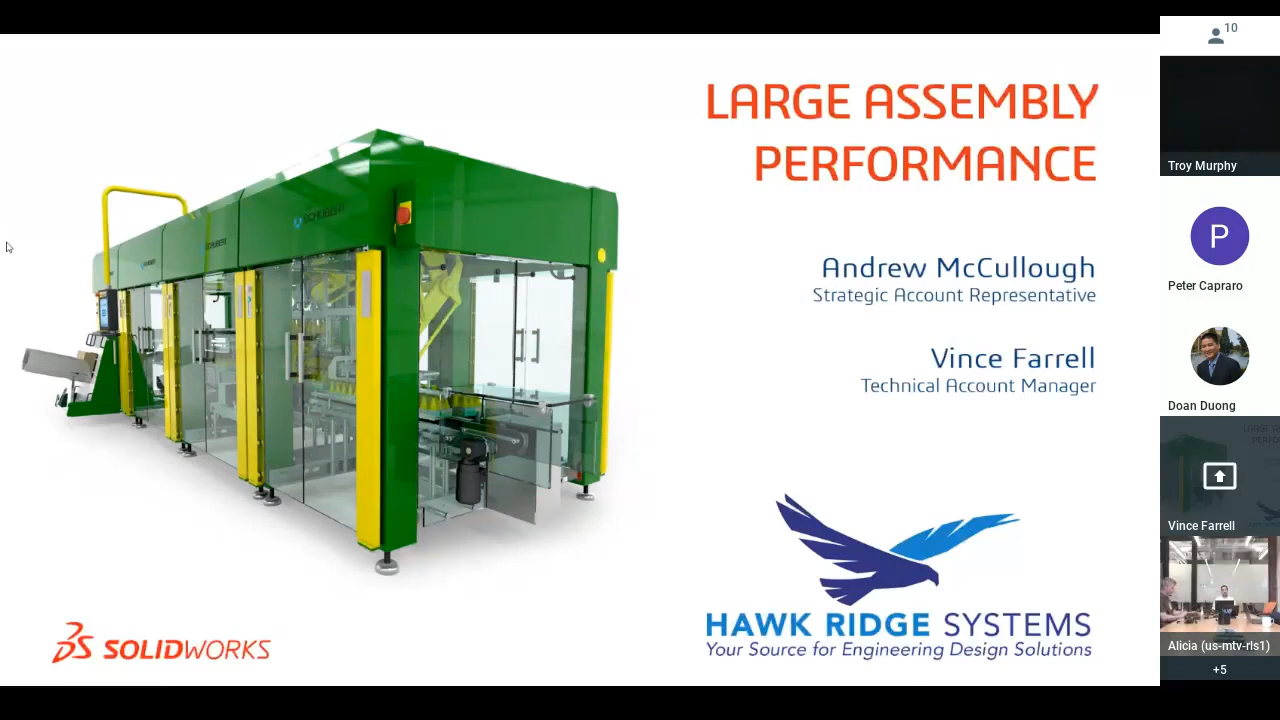 LARGE ASSEMBLY
PERFORMANCE
Andrew McCullough
Strategic Account Representative
Vince Farrell
Technical Account Manager
HAWK RIDGE SYSTEMS
Your Source for Engineering Design Solutions
SOLIDWORKS
10
Troy Murphy
P
Peter Capraro
Doan Duong
Vince Farrell
Alicia (us-mtv-rls1)
+5